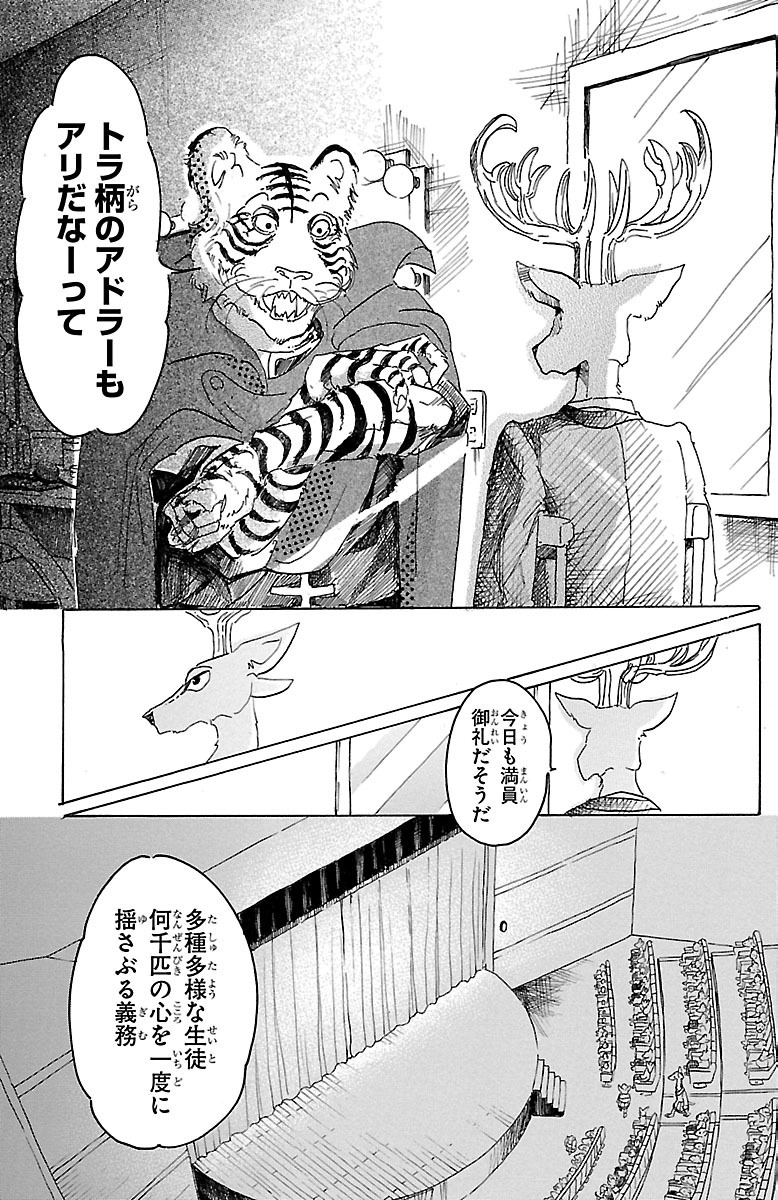 トラ柄のアドラーも
アリだなーって
今日も満員
御礼だそうだ
多種多様な生徒
何千匹の心を一度に
揺さぶる義務